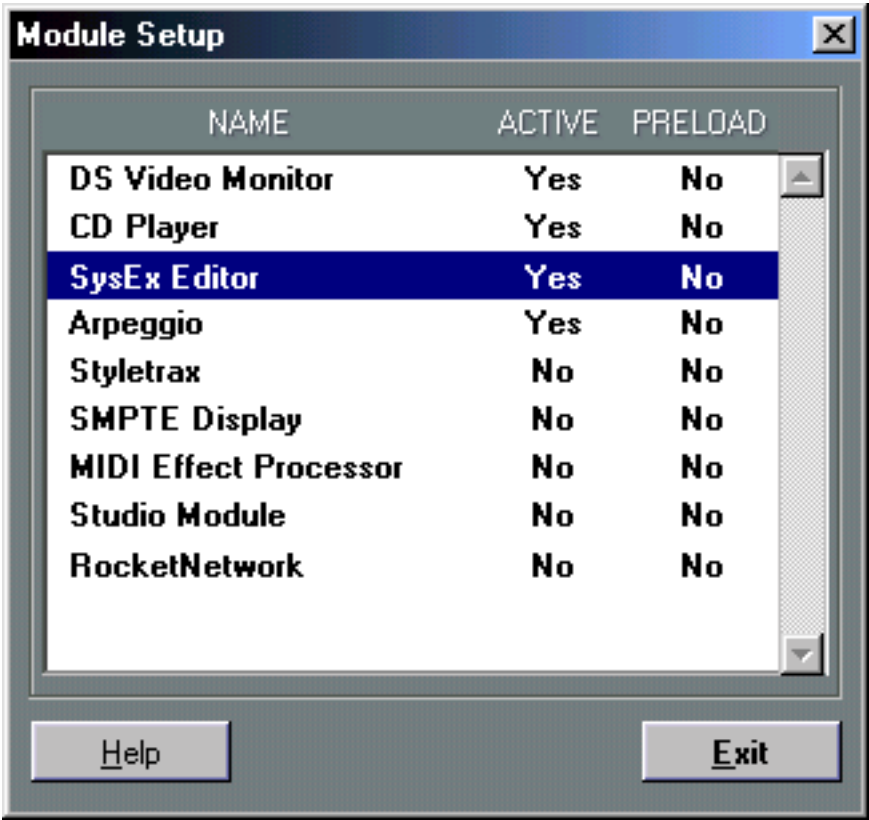 Module Setup
NAME ACTIVE PRELOAD
DS Video Monitor Yes No
CD Player Yes No
SysEx Editor Yes No
Arpeggio Yes No
Styletrax No No
SMPTE Display No No
MIDI Effect Processor No No
Studio Module No No
RocketNetwork No No
Help Exit